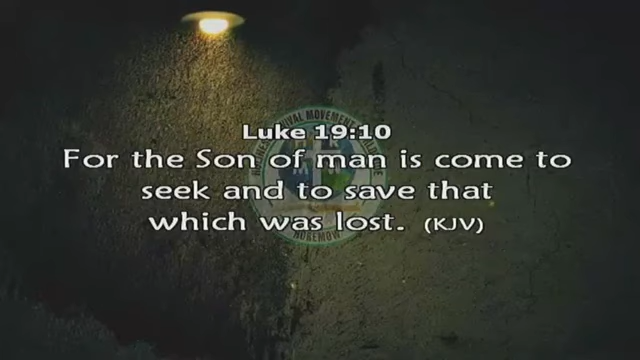 Luke 19:10
For the Son of man is come to
seek and to save that
which was lost. (KJV)